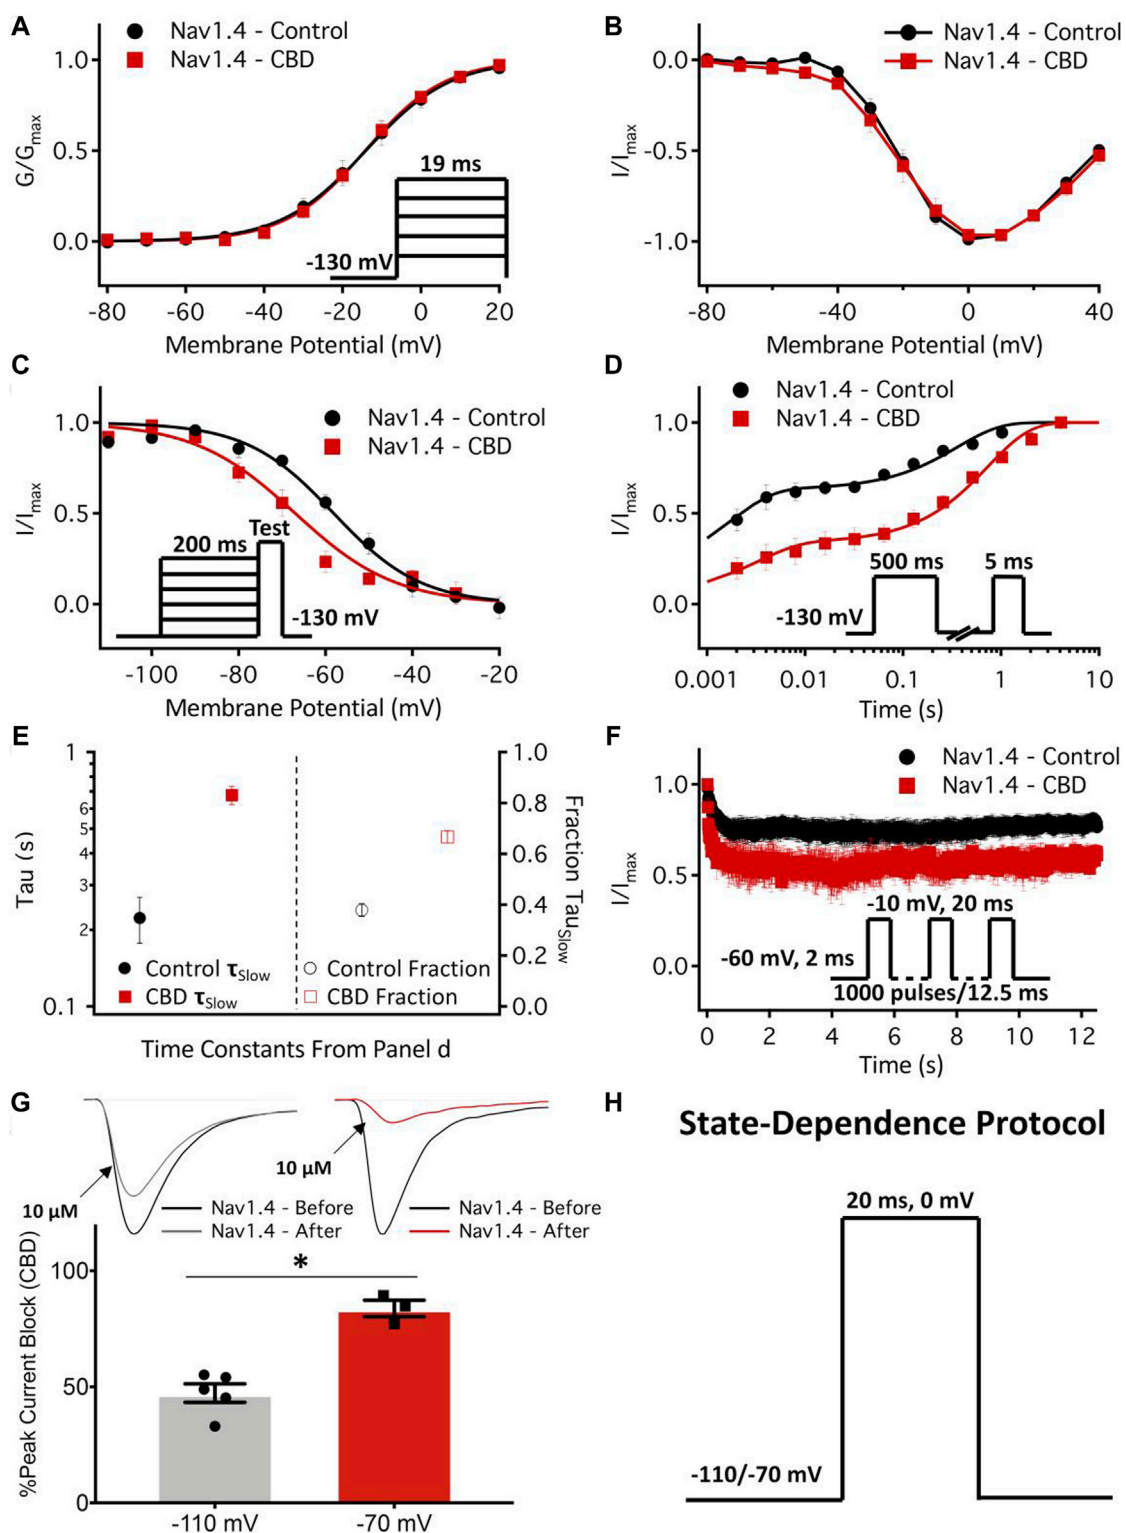 A
Nav1.4 - Control
Nav1.4 - CBD
G/Gmax
1.0
0.5
0.0
19 ms
-130 mV
-80 -60 -40 -20 0 20
Membrane Potential (mV)
B
Nav1.4 - Control
Nav1.4 - CBD
I/Imax
0.0
-0.5
-1.0
-80 -40 0 40
Membrane Potential (mV)
C
Nav1.4 - Control
Nav1.4 - CBD
I/Imax
1.0
0.5
0.0
200 ms
Test
-130 mV
-100 -80 -60 -40 -20
Membrane Potential (mV)
D
Nav1.4 - Control
Nav1.4 - CBD
I/Imax
1.0
0.5
0.0
500 ms
5 ms
-130 mV
0.001 0.01 0.1 1 10
Time (s)
E
Tau (s)
1
6
5
4
3
2
0.1
Fraction TauSlow
1.0
0.8
0.6
0.4
0.2
0.0
Control τSlow
CBD τSlow
Control Fraction
CBD Fraction
Time Constants From Panel d
F
Nav1.4 - Control
Nav1.4 - CBD
I/Imax
1.0
0.5
0.0
-10 mV, 20 ms
-60 mV, 2 ms
1000 pulses/12.5 ms
0 2 4 6 8 10 12
Time (s)
G
10 µM
10 µM
Nav1.4 - Before
Nav1.4 - After
Nav1.4 - Before
Nav1.4 - After
%Peak Current Block (CBD)
100
50
0
*
-110 mV
-70 mV
H
State-Dependence Protocol
20 ms, 0 mV
-110/-70 mV